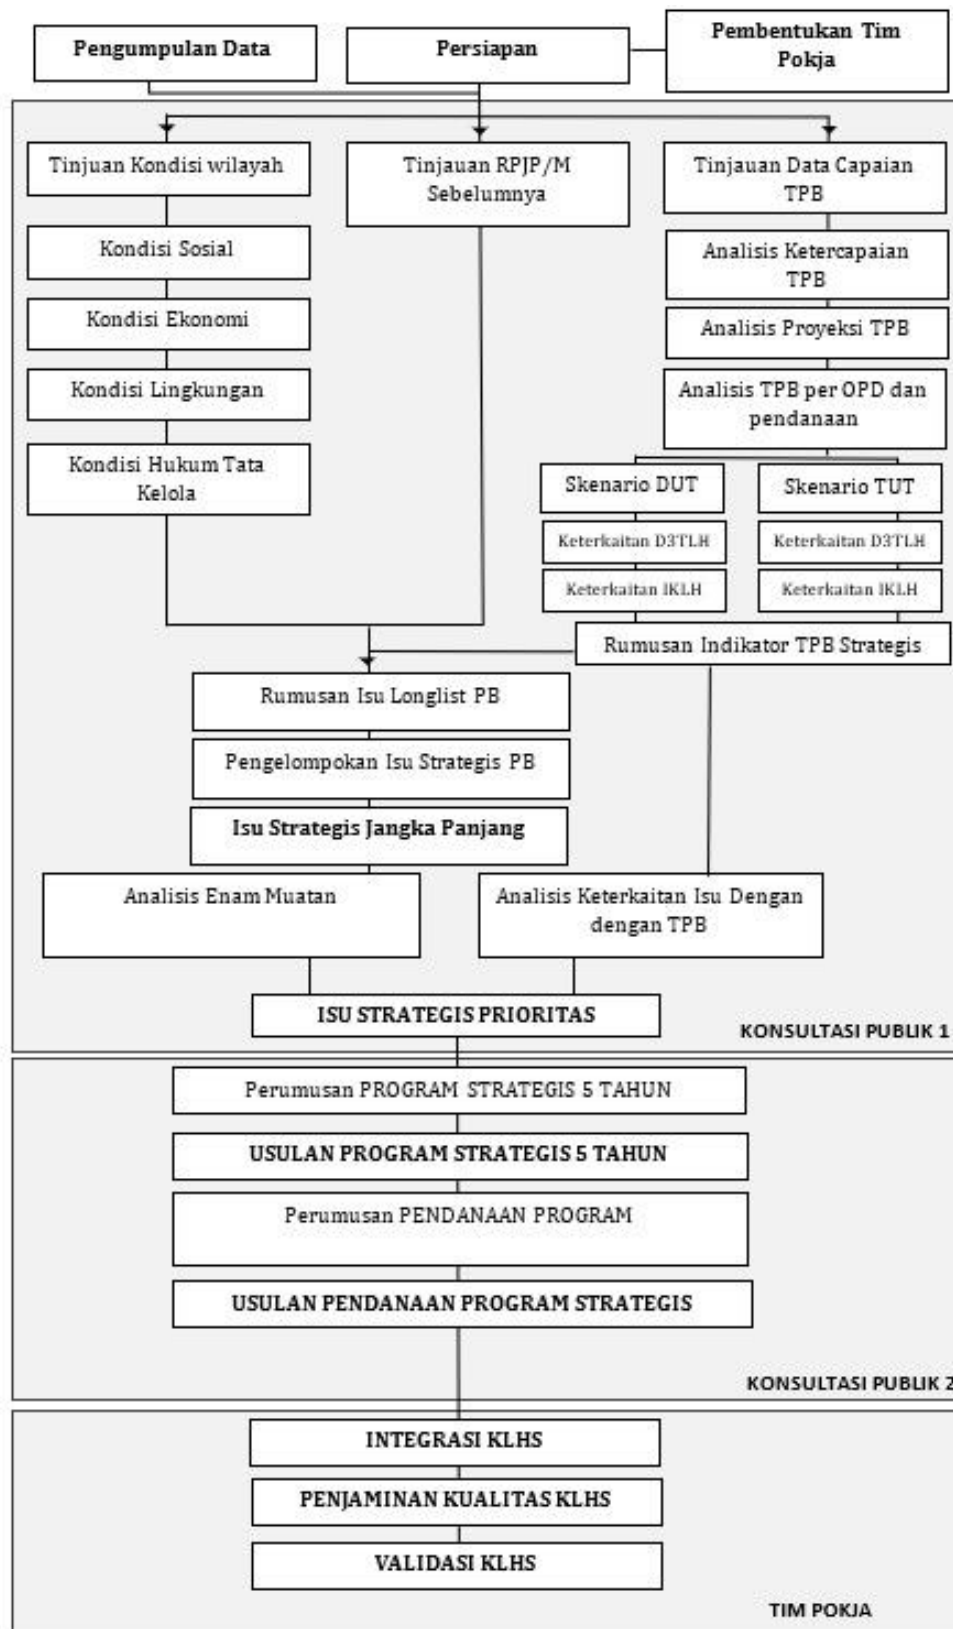 Pengumpulan Data
Persiapan
Pembentukan Tim
Pokja
Tinjuan Kondisi wilayah
Tinjauan RPJP/M
Sebelumnya
Tinjauan Data Capaian
TPB
Kondisi Sosial
Analisis Ketercapaian
TPB
Kondisi Ekonomi
Analisis Proyeksi TPB
Kondisi Lingkungan
Analisis TPB per OPD dan
pendanaan
Kondisi Hukum Tata
Kelola
Skenario DUT
Skenario TUT
Keterkaitan D3TLH
Keterkaitan D3TLH
Keterkaitan IKLH
Keterkaitan IKLH
Rumusan Indikator TPB Strategis
Rumusan Isu Longlist PB
Pengelompokan Isu Strategis PB
Isu Strategis Jangka Panjang
Analisis Enam Muatan
Analisis Keterkaitan Isu Dengan
dengan TPB
ISU STRATEGIS PRIORITAS
KONSULTASI PUBLIK 1
Perumusan PROGRAM STRATEGIS 5 TAHUN
USULAN PROGRAM STRATEGIS 5 TAHUN
Perumusan PENDANAAN PROGRAM
USULAN PENDANAAN PROGRAM STRATEGIS
KONSULTASI PUBLIK 2
INTEGRASI KLHS
PENJAMINAN KUALITAS KLHS
VALIDASI KLHS
TIM POKJA